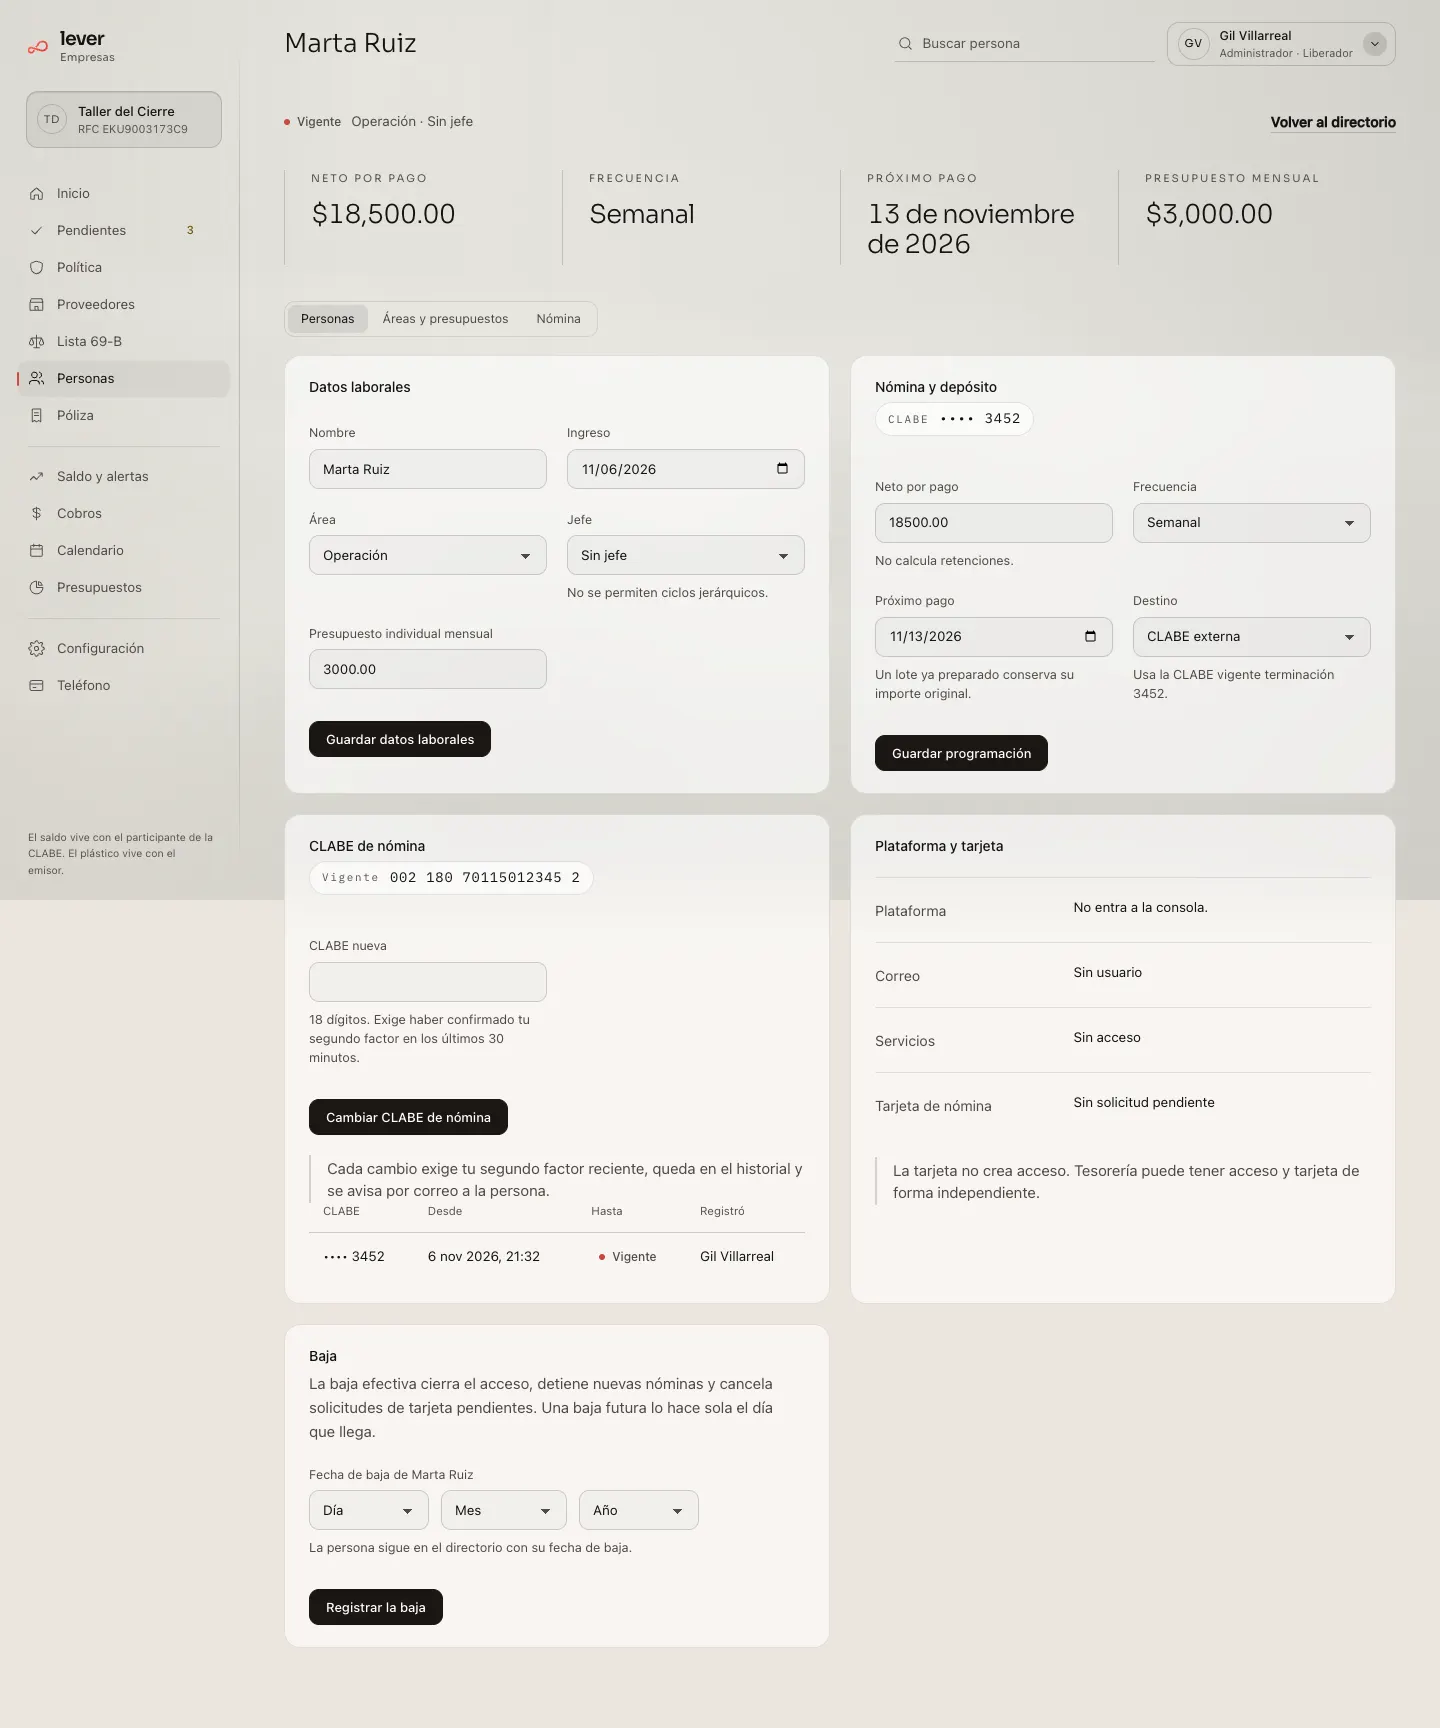 lever
Empresas
TD
Taller del Cierre
RFC EKU9003173C9
Inicio
Pendientes 3
Política
Proveedores
Lista 69-B
Personas
Póliza
Saldo y alertas
Cobros
Calendario
Presupuestos
Configuración
Teléfono
El saldo vive con el participante de la
CLABE. El plástico vive con el
emisor.
Marta Ruiz
Buscar persona
GV
Gil Villarreal
Administrador · Liberador
Vigente Operación · Sin jefe
Volver al directorio
NETO POR PAGO
$18,500.00
FRECUENCIA
Semanal
PRÓXIMO PAGO
13 de noviembre
de 2026
PRESUPUESTO MENSUAL
$3,000.00
Personas Áreas y presupuestos Nómina
Datos laborales
Nombre
Marta Ruiz
Ingreso
11/06/2026
Área
Operación
Jefe
Sin jefe
No se permiten ciclos jerárquicos.
Presupuesto individual mensual
3000.00
Guardar datos laborales
Nómina y depósito
CLABE •••• 3452
Neto por pago
18500.00
No calcula retenciones.
Frecuencia
Semanal
Próximo pago
11/13/2026
Un lote ya preparado conserva su
importe original.
Destino
CLABE externa
Usa la CLABE vigente terminación
3452.
Guardar programación
CLABE de nómina
Vigente 002 180 70115012345 2
CLABE nueva
18 dígitos. Exige haber confirmado tu
segundo factor en los últimos 30
minutos.
Cambiar CLABE de nómina
Cada cambio exige tu segundo factor reciente, queda en el historial y
se avisa por correo a la persona.
CLABE Desde Hasta Registró
•••• 3452 6 nov 2026, 21:32 Vigente Gil Villarreal
Plataforma y tarjeta
Plataforma No entra a la consola.
Correo Sin usuario
Servicios Sin acceso
Tarjeta de nómina Sin solicitud pendiente
La tarjeta no crea acceso. Tesorería puede tener acceso y tarjeta de
forma independiente.
Baja
La baja efectiva cierra el acceso, detiene nuevas nóminas y cancela
solicitudes de tarjeta pendientes. Una baja futura lo hace sola el día
que llega.
Fecha de baja de Marta Ruiz
Día Mes Año
La persona sigue en el directorio con su fecha de baja.
Registrar la baja